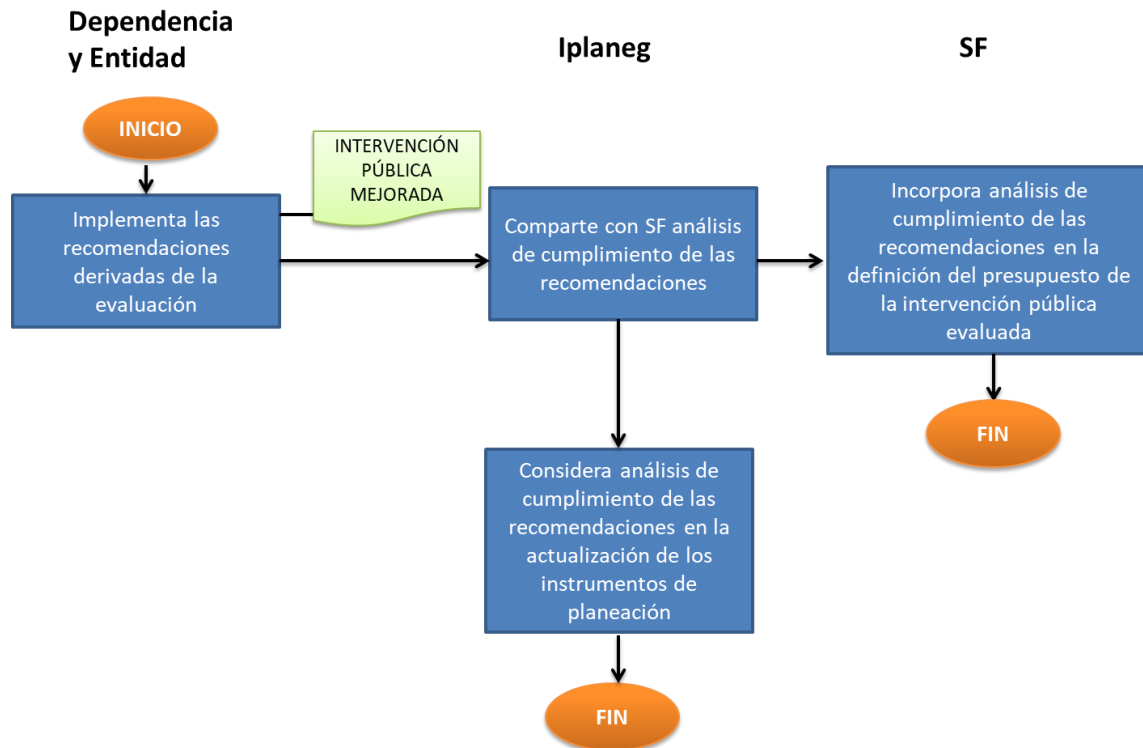 Dependencia
y Entidad
Iplaneg
SF
INICIO
INTERVENCIÓN
PÚBLICA
MEJORADA
Implementa las
recomendaciones
derivadas de la
evaluación
Comparte con SF análisis
de cumplimiento de las
recomendaciones
Incorpora análisis de
cumplimiento de las
recomendaciones en la
definición del presupuesto de
la intervención pública
evaluada
FIN
Considera análisis de
cumplimiento de las
recomendaciones en la
actualización de los
instrumentos de
planeación
FIN